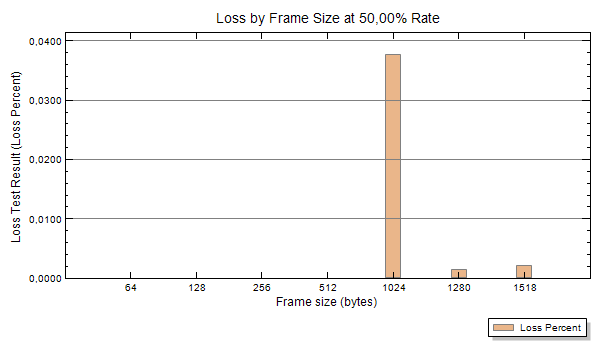 Loss by Frame Size at 50,00% Rate
Loss Test Result (Loss Percent)
0,0400
0,0300
0,0200
0,0100
0,0000
64 128 256 512 1024 1280 1518
Frame size (bytes)
Loss Percent